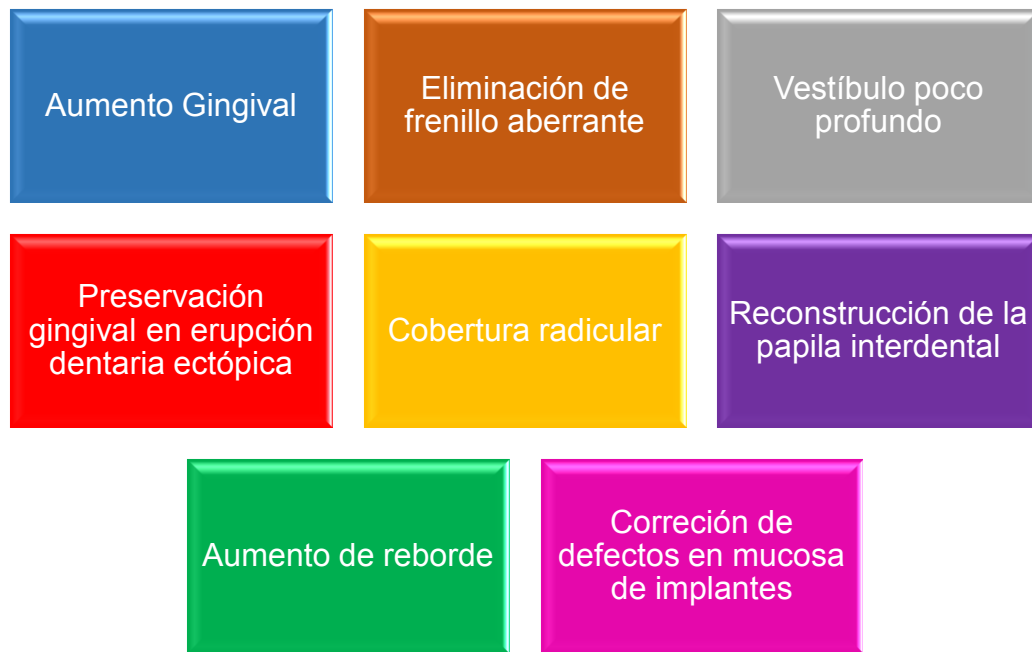 Aumento Gingival
Eliminación de
frenillo aberrante
Vestíbulo poco
profundo
Preservación
gingival en erupción
dentaria ectópica
Cobertura radicular
Reconstrucción de la
papila interdental
Aumento de reborde
Correción de
defectos en mucosa
de implantes